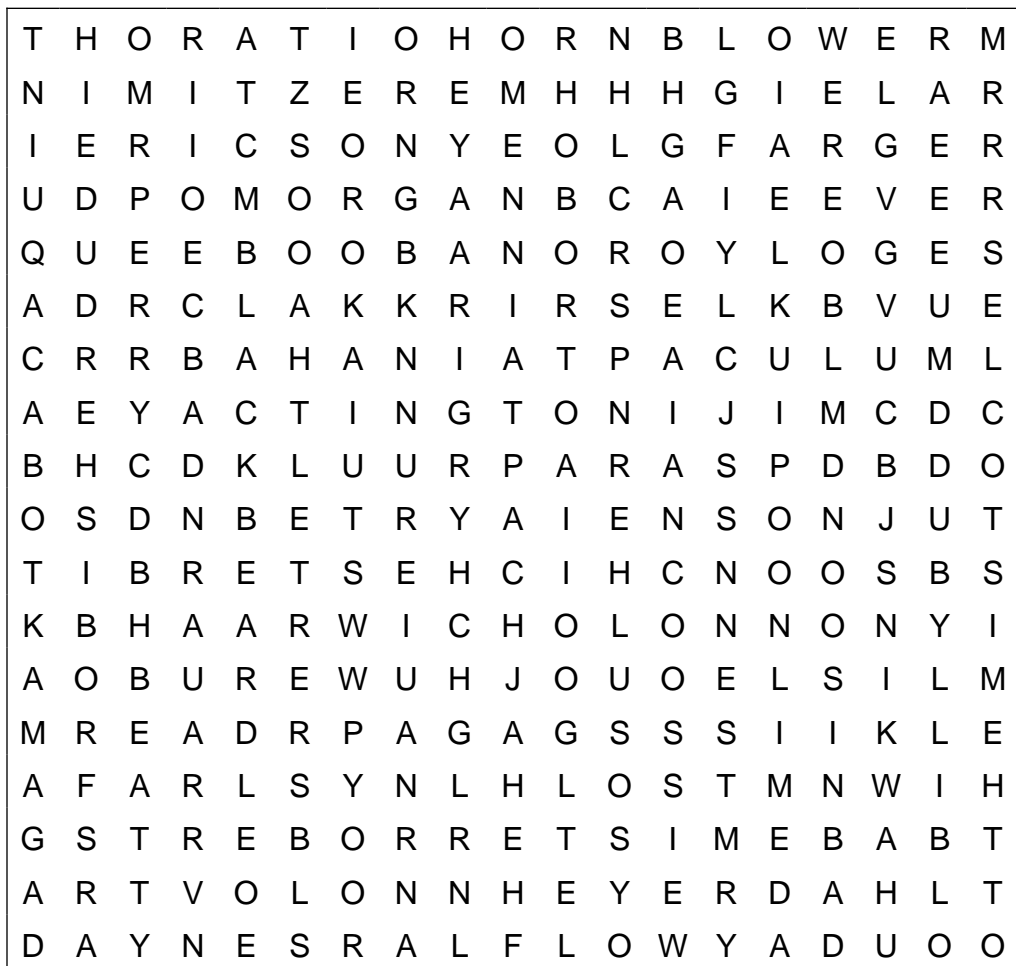 T H O R A T I O H O R N B L O W E R M
N I M I T Z E R E M H H H G I E L A R
I E R I C S O N Y E O L G F A R G E R
U D P O M O R G A N B C A I E E V E R
Q U E E B O O B A N O R O Y L O G E S
A D R C L A K K R I R S E L K B V U E
C R R B A H A N I A T P A C U L U M L
A E Y A C T I N G T O N I J I M C D C
B H C D K L U U R P A R A S P D B D O
O S D N B E T R Y A I E N S O N J U T
T I B R E T S E H C I H C N O O S B S
K B H A A R W I C H O L O N N O N Y I
A O B U R E W U H J O U O E L S I L M
M R E A D R P A G A G S S S I I K L E
A F A R L S Y N L H L O S T M N W I H
G S T R E B O R R E T S I M E B A B T
A R T V O L O N N H E Y E R D A H L T
D A Y N E S R A L F L O W Y A D U O O